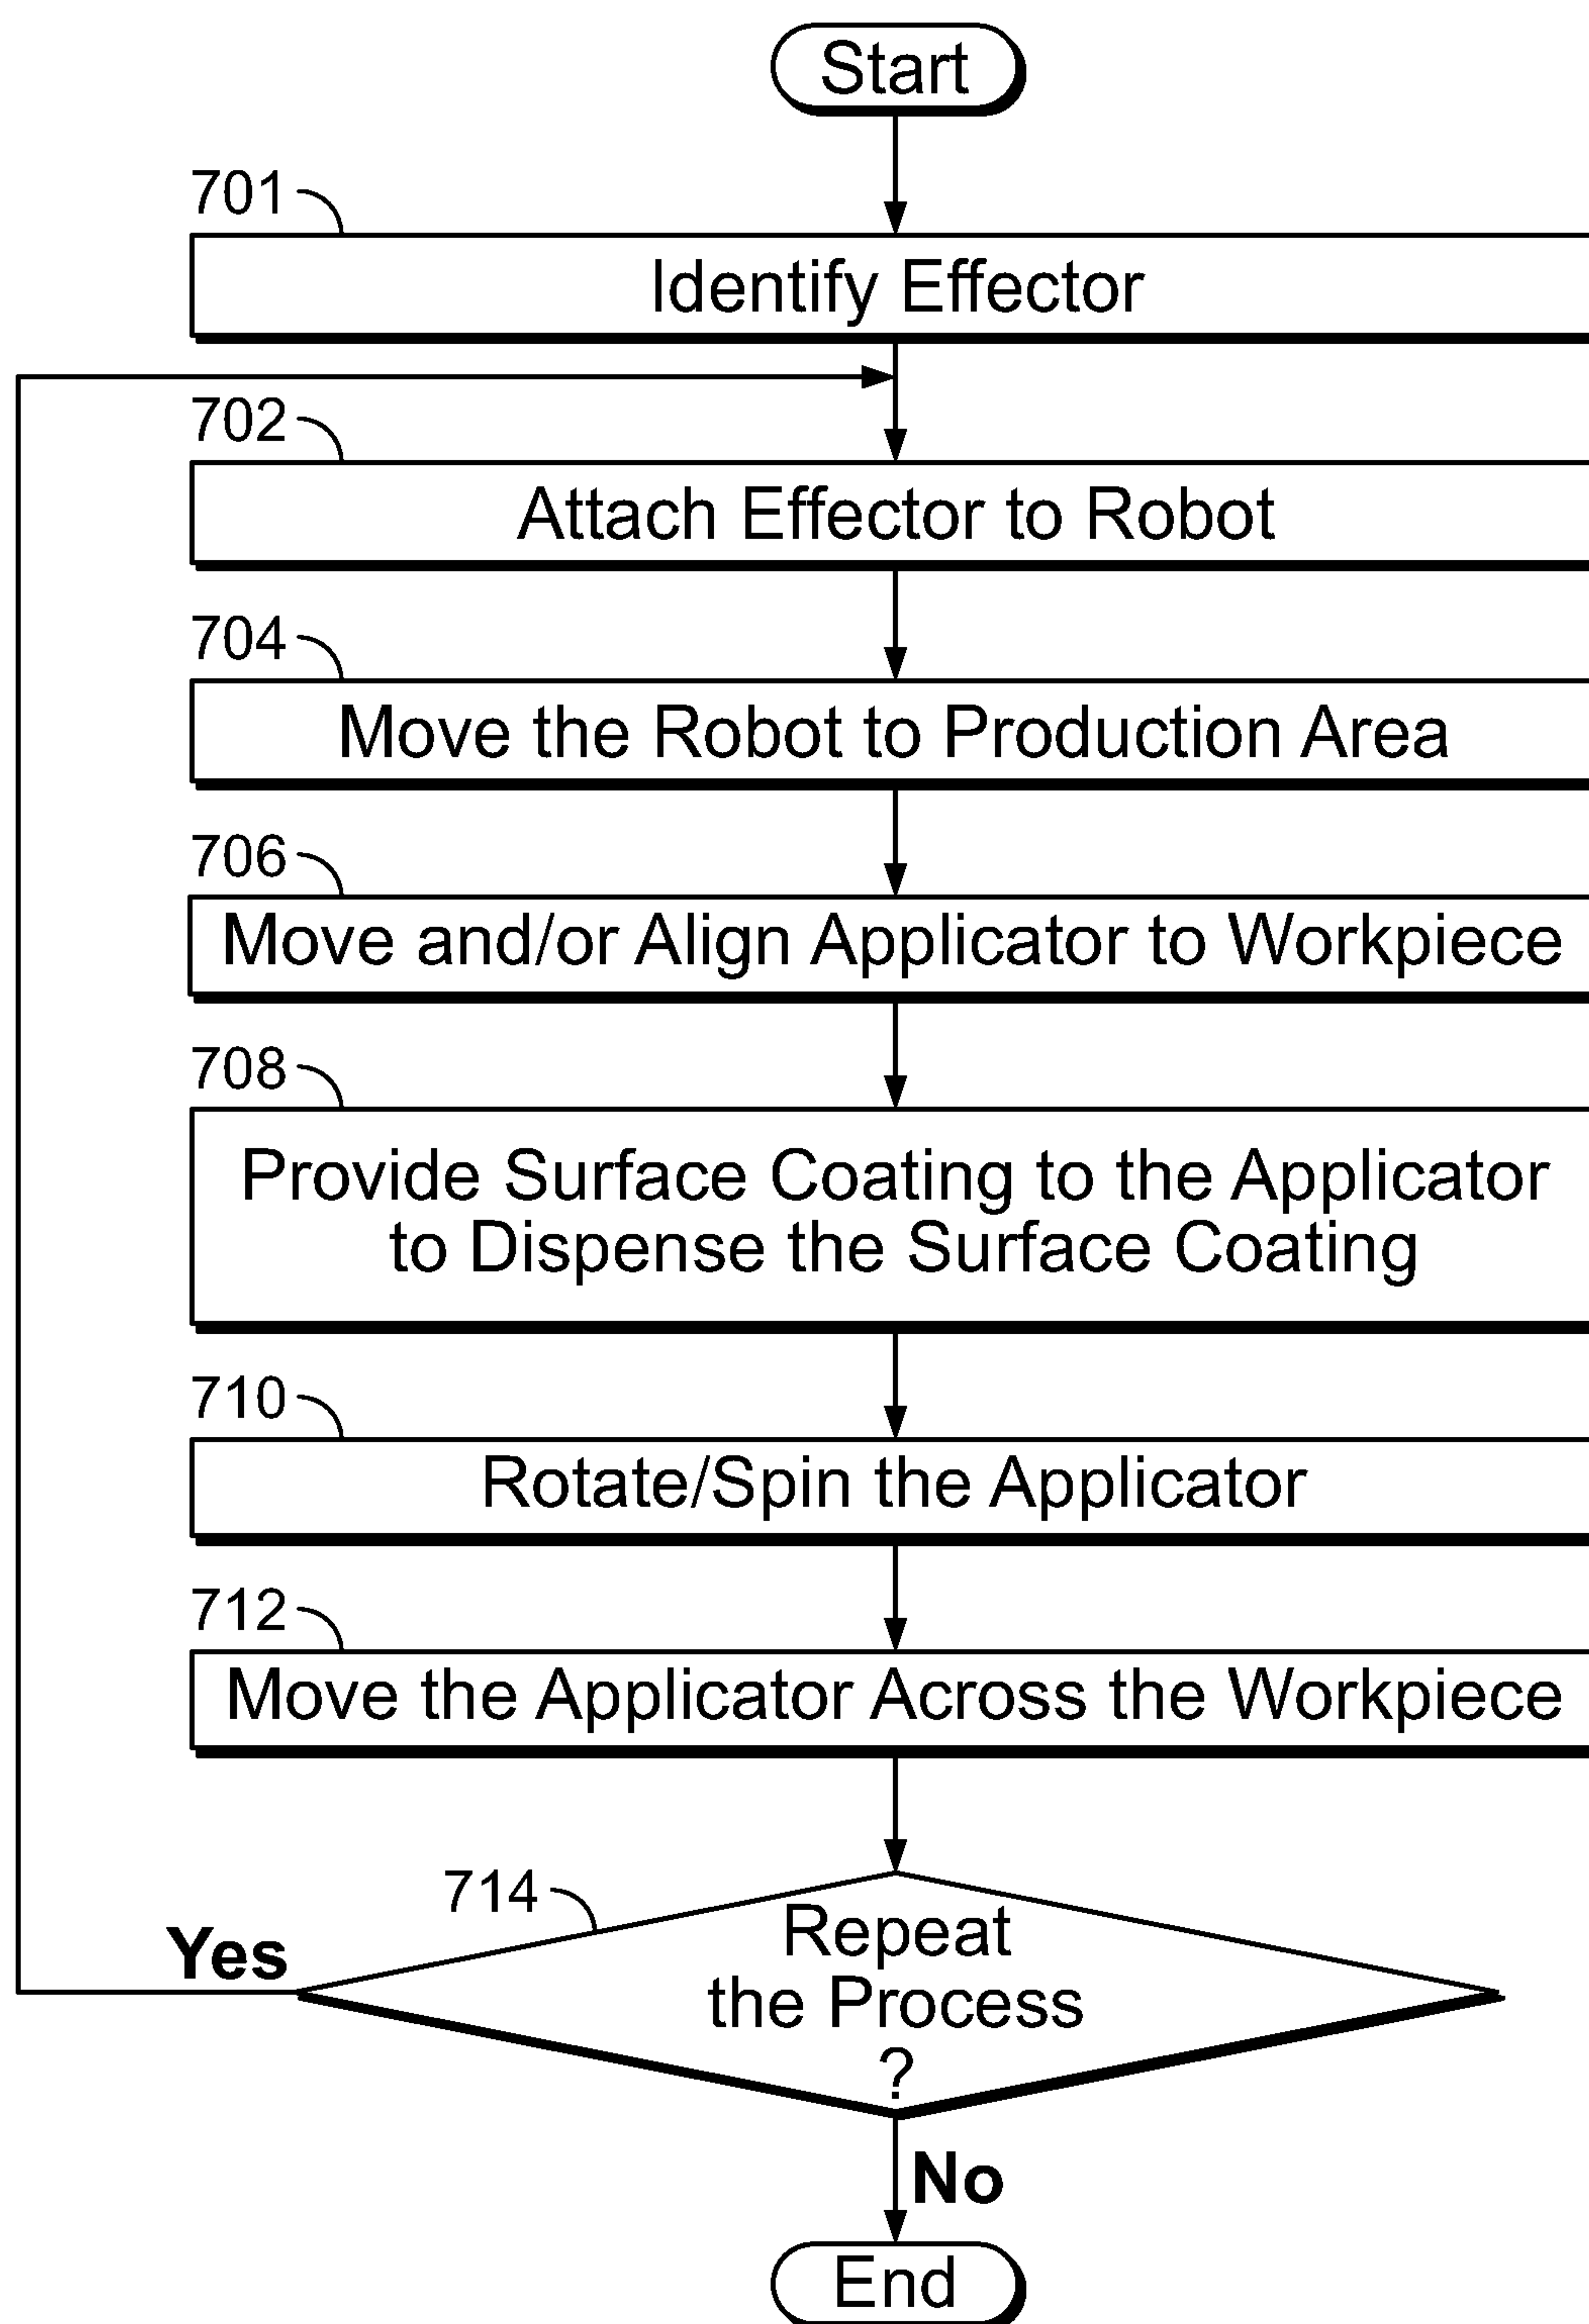 Start
701
Identify Effector
702
Attach Effector to Robot
704
Move the Robot to Production Area
706
Move and/or Align Applicator to Workpiece
708
Provide Surface Coating to the Applicator
to Dispense the Surface Coating
710
Rotate/Spin the Applicator
712
Move the Applicator Across the Workpiece
714
Repeat
the Process
?
Yes
No
End